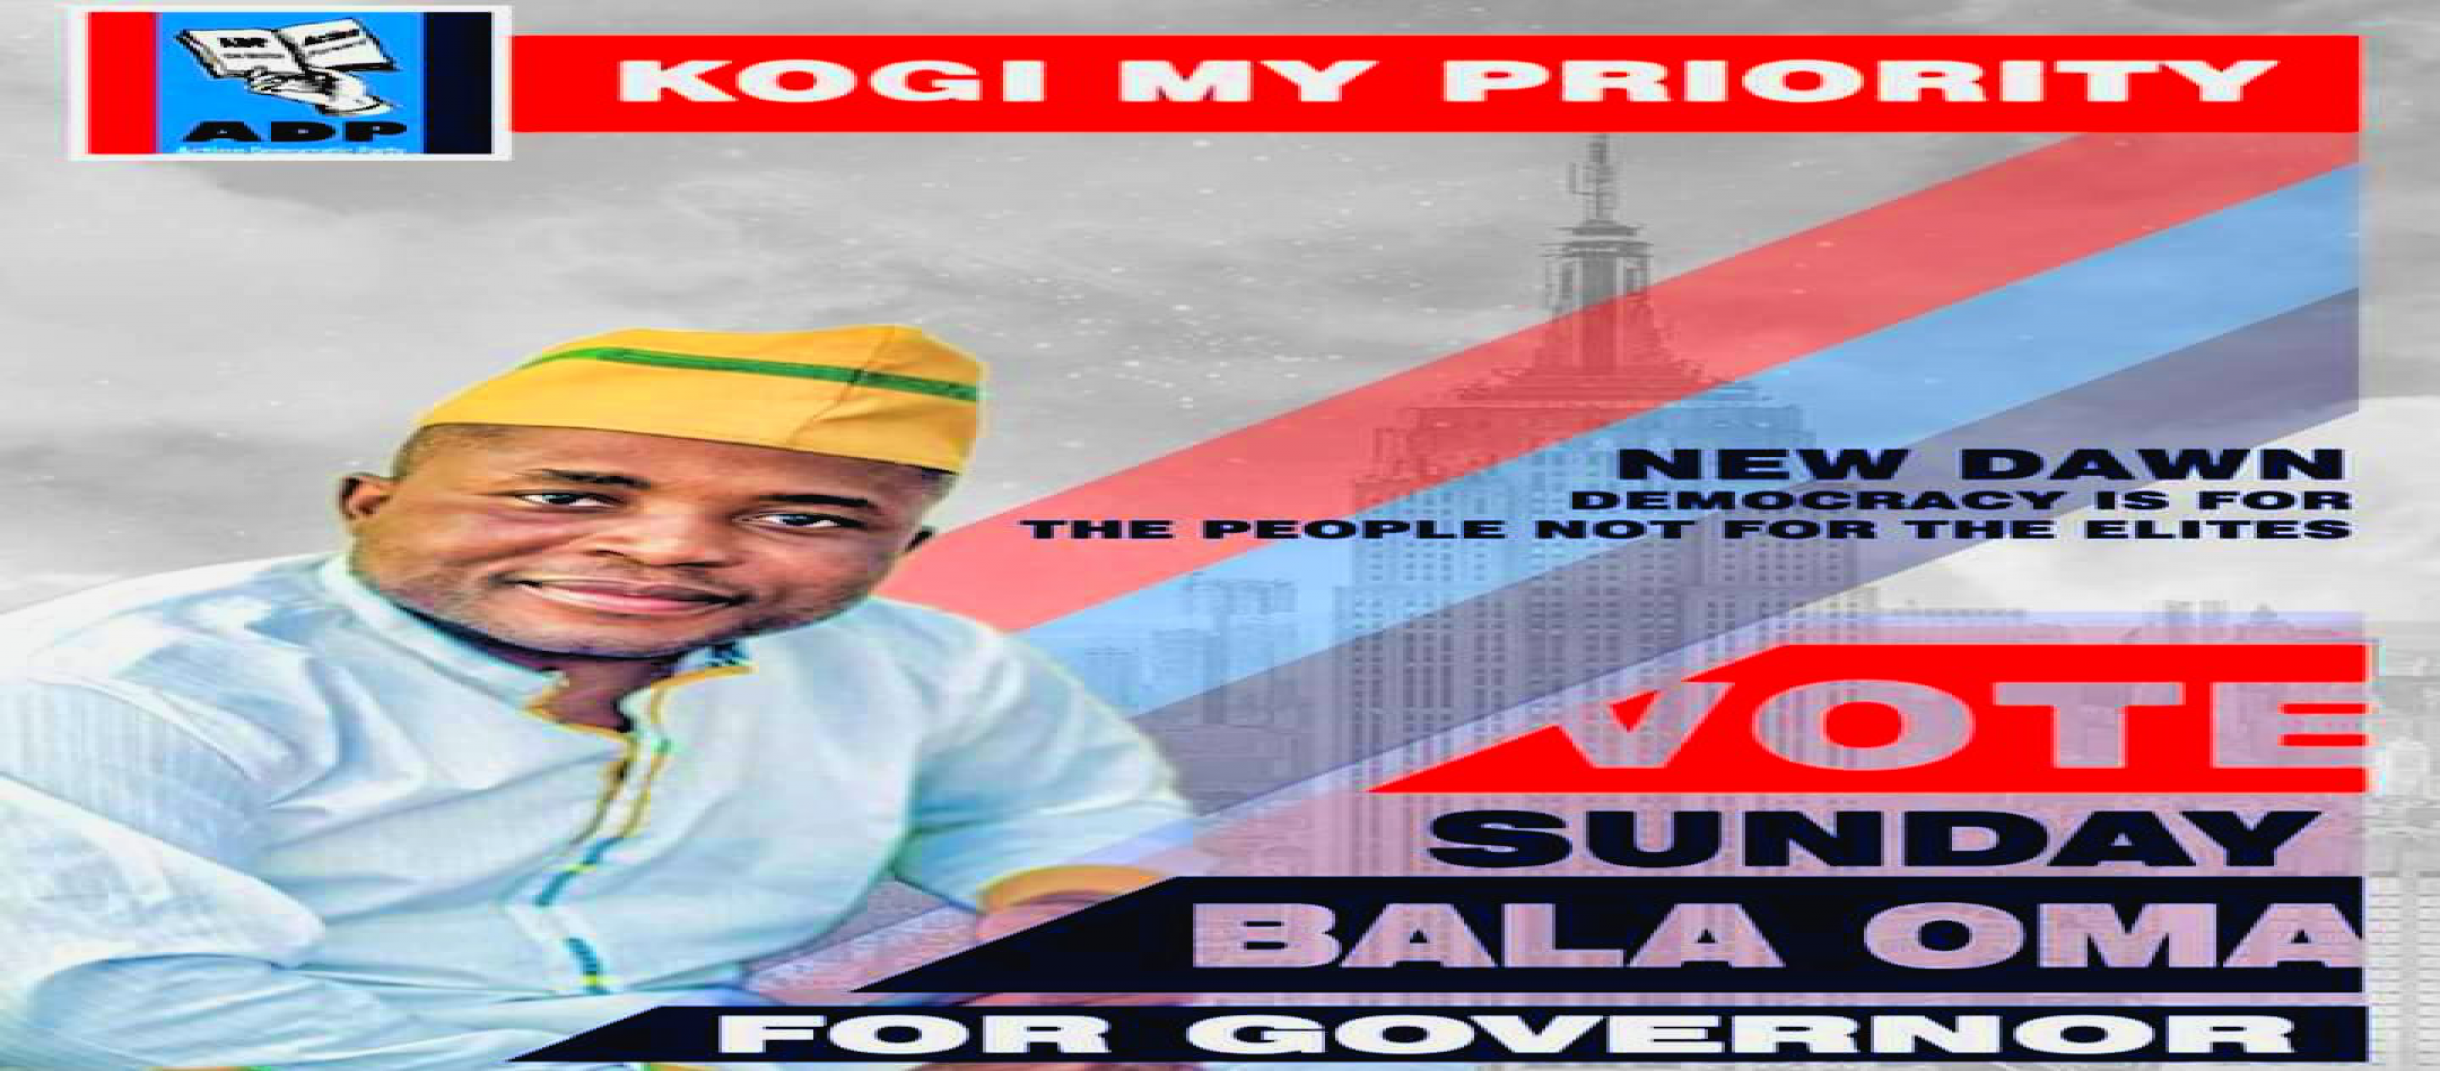 ADP
KOGI MY PRIORITY
NEW DAWN
DEMOCRACY IS FOR
THE PEOPLE NOT FOR THE ELITES
VOTE
SUNDAY
BALA OMA
FOR GOVERNOR